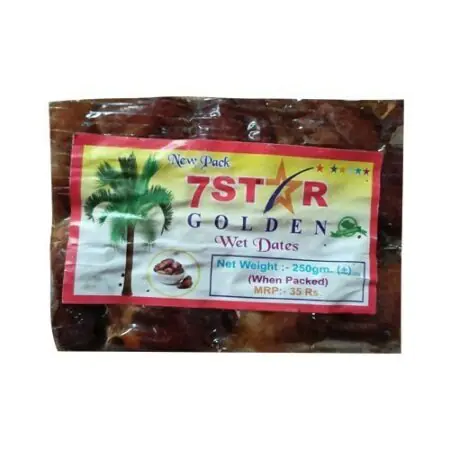 New Pack
7STAR
GOLDEN
Wet Dates
Net Weight :- 250gm. (±)
(When Packed)
MRP:- 35 Rs